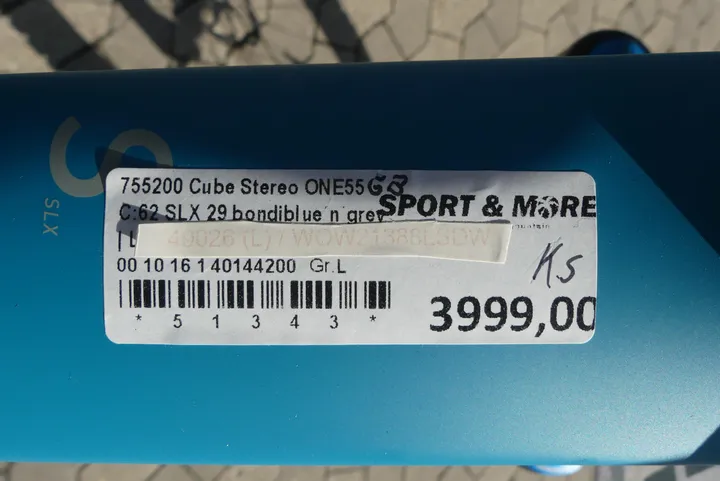 S
SLX
755200 Cube Stereo ONE55 GB
C:62 SLX 29 bondiblue´n´grey
SPORT & MORE
00 10 16 1 40144200 Gr.L
KS
* 5 1 3 4 3 *
3999,00